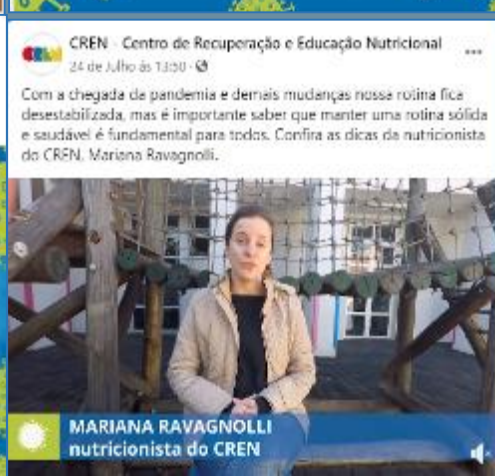 CREN - Centro de Recuperação e Educação Nutricional
24 de Julho às 13:50
Com a chegada da pandemia e demais mudanças nossa rotina fica
desestabilizada, mas é importante saber que manter uma rotina sólida
e saudável é fundamental para todos. Confira as dicas da nutricionista
do CREN, Mariana Ravagnolli.
MARIANA RAVAGNOLLI
nutricionista do CREN